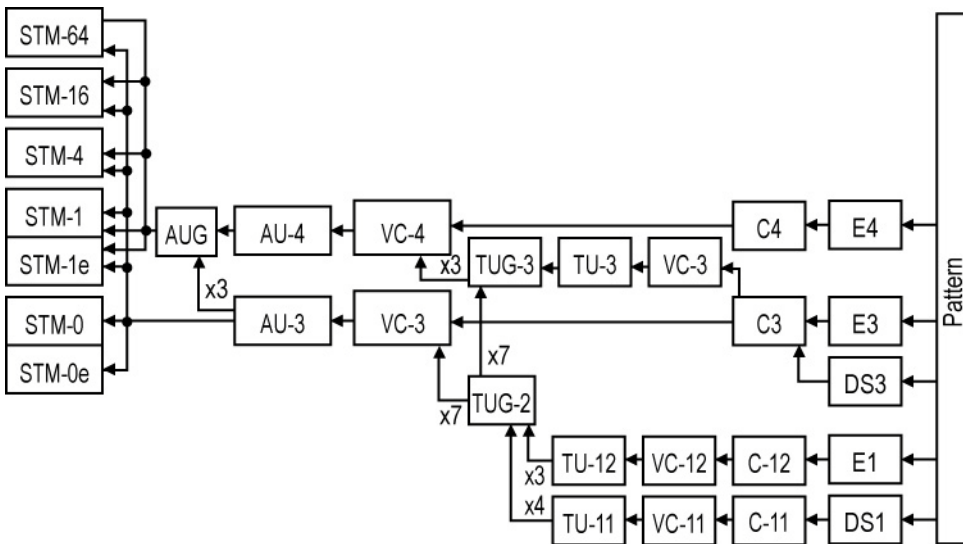 STM-64
STM-16
STM-4
STM-1
STM-1e
STM-0
STM-0e
AUG
AU-4
VC-4
C4
E4
x3
TUG-3
TU-3
VC-3
x3
AU-3
VC-3
C3
E3
x7
DS3
x7
TUG-2
x3
TU-12
VC-12
C-12
E1
x4
TU-11
VC-11
C-11
DS1
Pattern